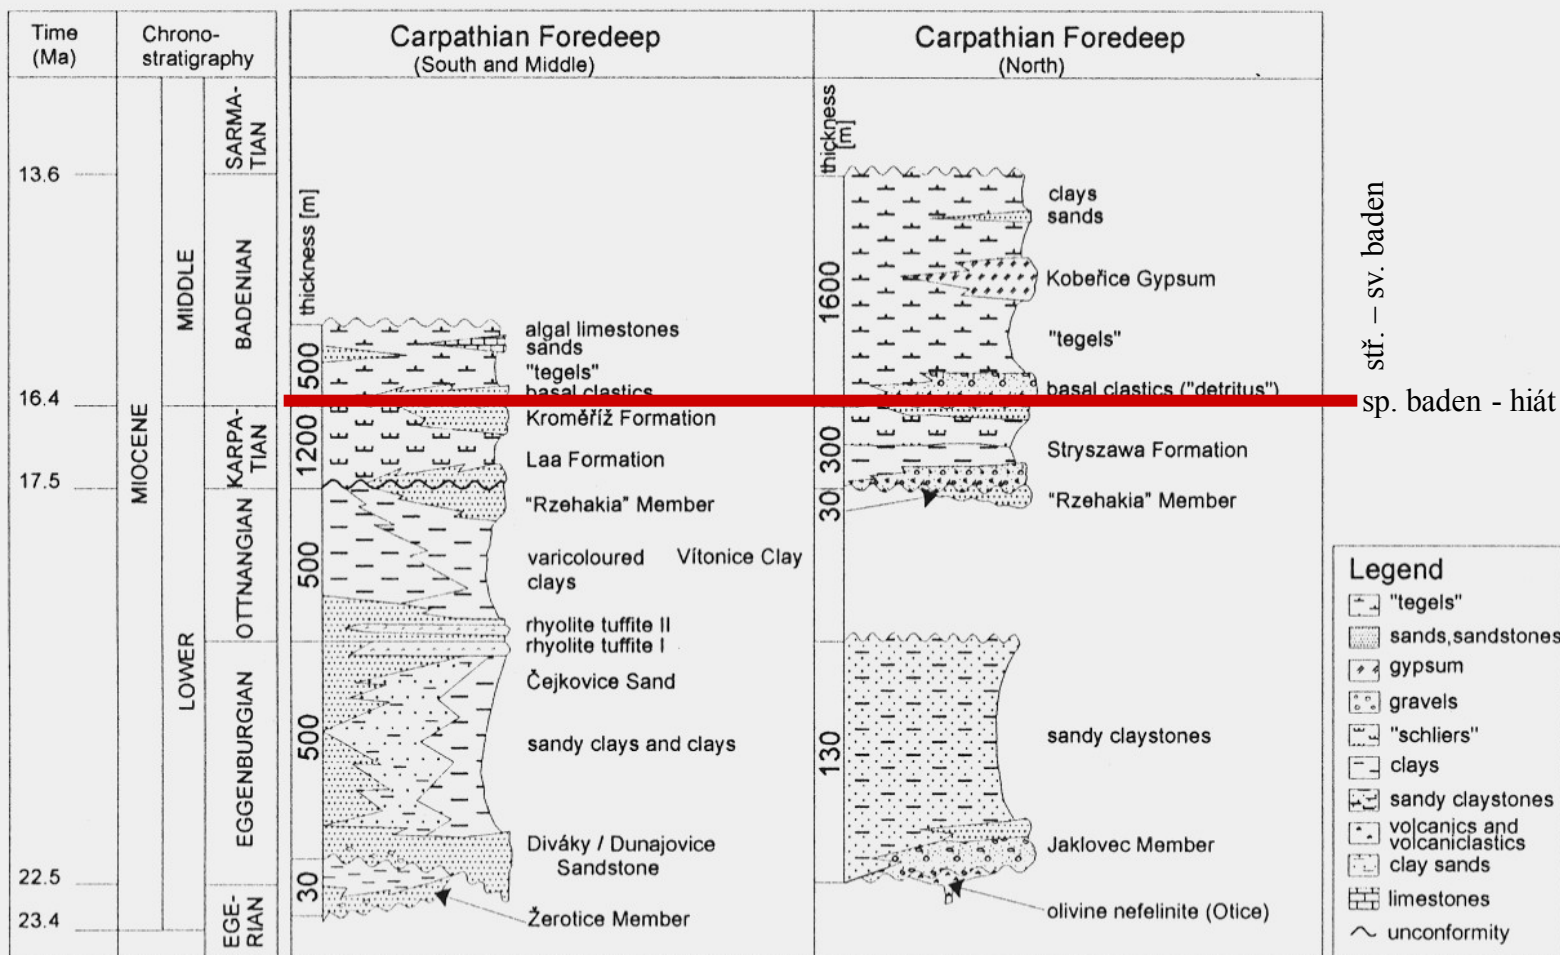 Time
(Ma)
Chrono-
stratigraphy
Carpathian Foredeep
(South and Middle)
Carpathian Foredeep
(North)
13.6
16.4
17.5
22.5
23.4
MIOCENE
MIDDLE
LOWER
SARMA-
TIAN
BADENIAN
KARPA-
TIAN
OTTNANGIAN
EGGENBURGIAN
EGE-
RIAN
thickness [m]
500
1200
500
500
30
algal limestones
sands
"tegels"
basal clastics
Kroměříž Formation
Laa Formation
"Rzehakia" Member
varicoloured Vítonice Clay
clays
rhyolite tuffite II
rhyolite tuffite I
Čejkovice Sand
sandy clays and clays
Diváky / Dunajovice
Sandstone
Žerotice Member
thickness
[m]
1600
300
30
130
clays
sands
Kobeřice Gypsum
"tegels"
basal clastics ("detritus")
Stryszawa Formation
"Rzehakia" Member
sandy claystones
Jaklovec Member
olivine nefelinite (Otice)
stř. – sv. baden
sp. baden - hiát
Legend
"tegels"
sands,sandstones
gypsum
gravels
"schliers"
clays
sandy claystones
volcanics and
volcaniclastics
clay sands
limestones
unconformity